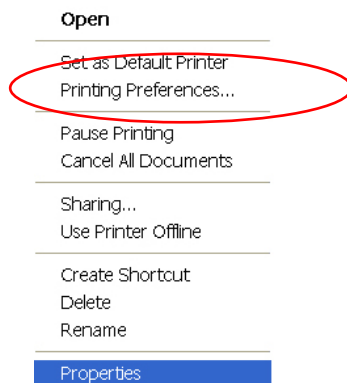 Open
Set as Default Printer
Printing Preferences...
Pause Printing
Cancel All Documents
Sharing...
Use Printer Offline
Create Shortcut
Delete
Rename
Properties